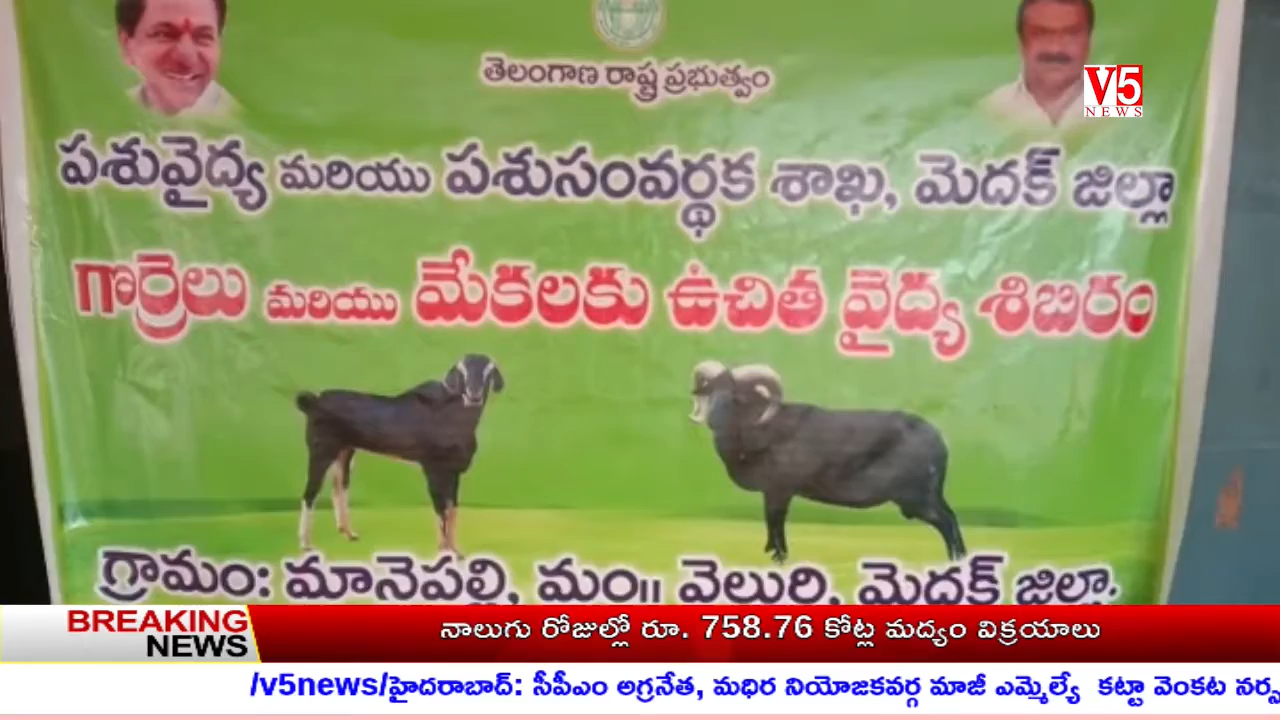 తెలంగాణ రాష్ట్ర ప్రభుత్వం
V5
NEWS
పశువైద్య మరియు పశుసంవర్థక శాఖ, మెదక్ జిల్లా
గొర్రెలు మరియు మేకలకు ఉచిత వైద్య శిబిరం
గ్రామం: మానెపల్లి, మం|| వెలుర్ది, మెదక్ జిల్లా.
BREAKING
NEWS
నాలుగు రోజుల్లో రూ. 758.76 కోట్ల మద్యం విక్రయాలు
/v5news/హైదరాబాద్: సీపీఎం అగ్రనేత, మధిర నియోజకవర్గ మాజీ ఎమ్మెల్యే కట్టా వెంకట